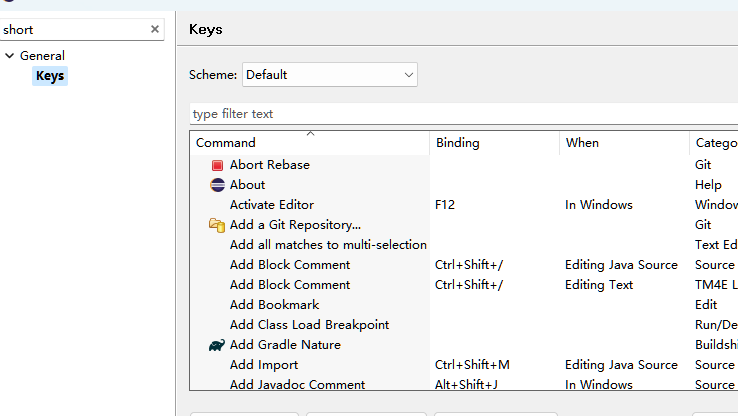 short
Keys
General
Keys
Scheme: Default
type filter text
Command Binding When Catego
Abort Rebase Git
About Help
Activate Editor F12 In Windows Window
Add a Git Repository... Git
Add all matches to multi-selection Text Ed
Add Block Comment Ctrl+Shift+/ Editing Java Source Source
Add Block Comment Ctrl+Shift+/ Editing Text TM4E L
Add Bookmark Edit
Add Class Load Breakpoint Run/De
Add Gradle Nature Buildshi
Add Import Ctrl+Shift+M Editing Java Source Source
Add Javadoc Comment Alt+Shift+J In Windows Source